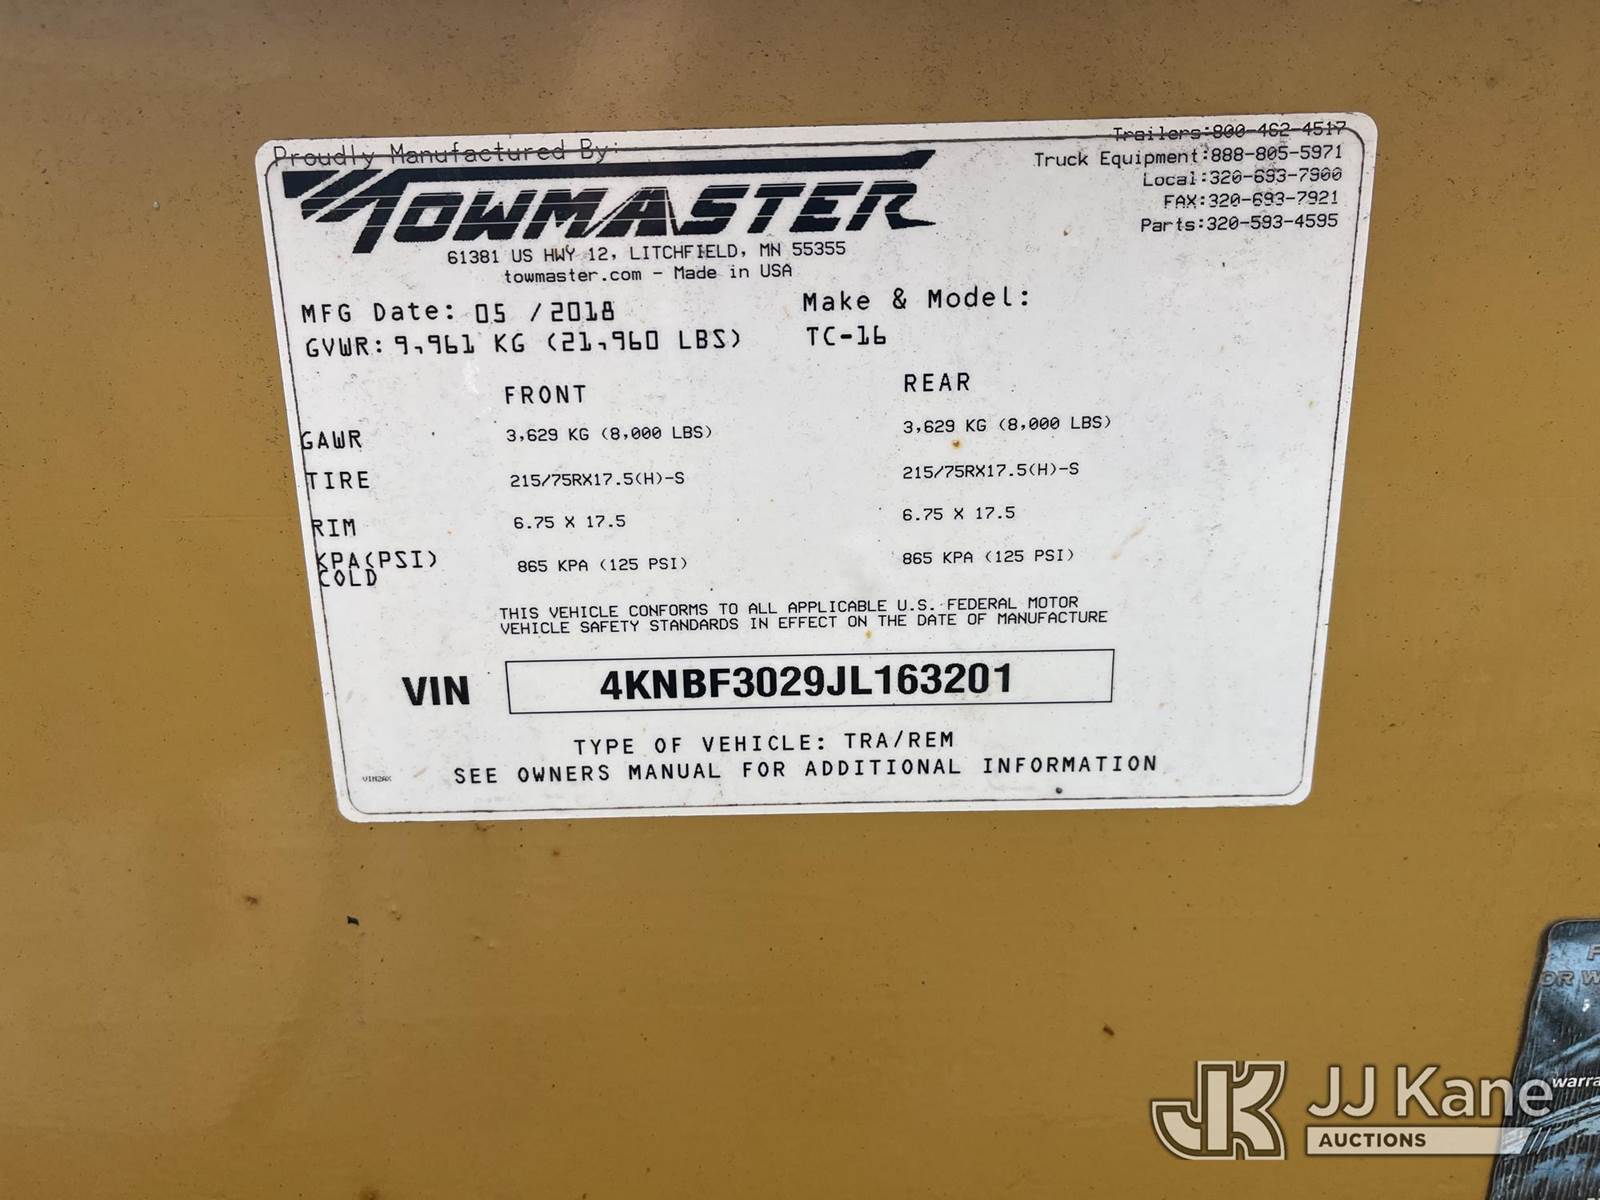 Proudly Manufactured By:
TOWMASTER
61381 US HWY 12, LITCHFIELD, MN 55355
towmaster.com - Made in USA
Trailers:800-462-4517
Truck Equipment:888-805-5971
Local:320-693-7900
FAX:320-693-7921
Parts:320-593-4595
MFG Date: 05 /2018
Make & Model:
GVWR: 9,961 KG (21,960 LBS)
TC-16
FRONT
REAR
GAWR 3,629 KG (8,000 LBS) 3,629 KG (8,000 LBS)
TIRE 215/75RX17.5(H)-S 215/75RX17.5(H)-S
RIM 6.75 X 17.5 6.75 X 17.5
KPA(PSI) 865 KPA (125 PSI) 865 KPA (125 PSI)
COLD
THIS VEHICLE CONFORMS TO ALL APPLICABLE U.S. FEDERAL MOTOR
VEHICLE SAFETY STANDARDS IN EFFECT ON THE DATE OF MANUFACTURE
VIN 4KNBF3029JL163201
TYPE OF VEHICLE: TRA/REM
VIN2AX SEE OWNERS MANUAL FOR ADDITIONAL INFORMATION
OR
JK JJ Kane
AUCTIONS